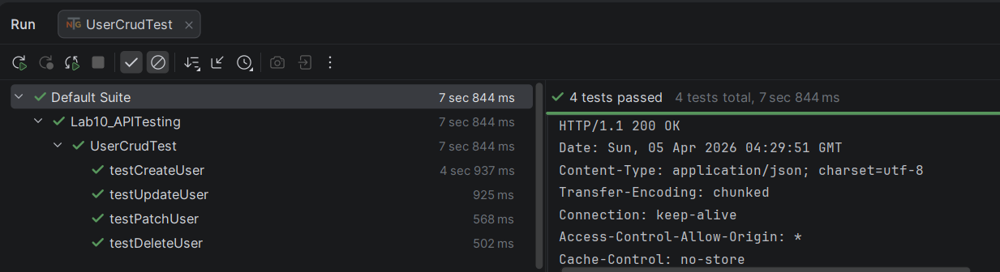 Run UserCrudTest
Default Suite 7 sec 844 ms
Lab10_APITesting 7 sec 844 ms
UserCrudTest 7 sec 844 ms
testCreateUser 4 sec 937 ms
testUpdateUser 925 ms
testPatchUser 568 ms
testDeleteUser 502 ms
4 tests passed 4 tests total, 7 sec 844 ms
HTTP/1.1 200 OK
Date: Sun, 05 Apr 2026 04:29:51 GMT
Content-Type: application/json; charset=utf-8
Transfer-Encoding: chunked
Connection: keep-alive
Access-Control-Allow-Origin: *
Cache-Control: no-store